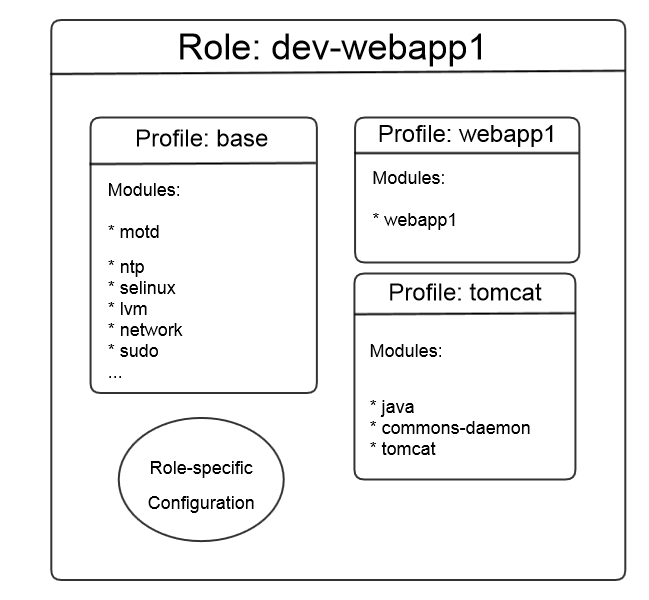 Role: dev-webapp1
Profile: base
Modules:
* motd
* ntp
* selinux
* lvm
* network
* sudo
...
Profile: webapp1
Modules:
* webapp1
Profile: tomcat
Modules:
* java
* commons-daemon
* tomcat
Role-specific
Configuration